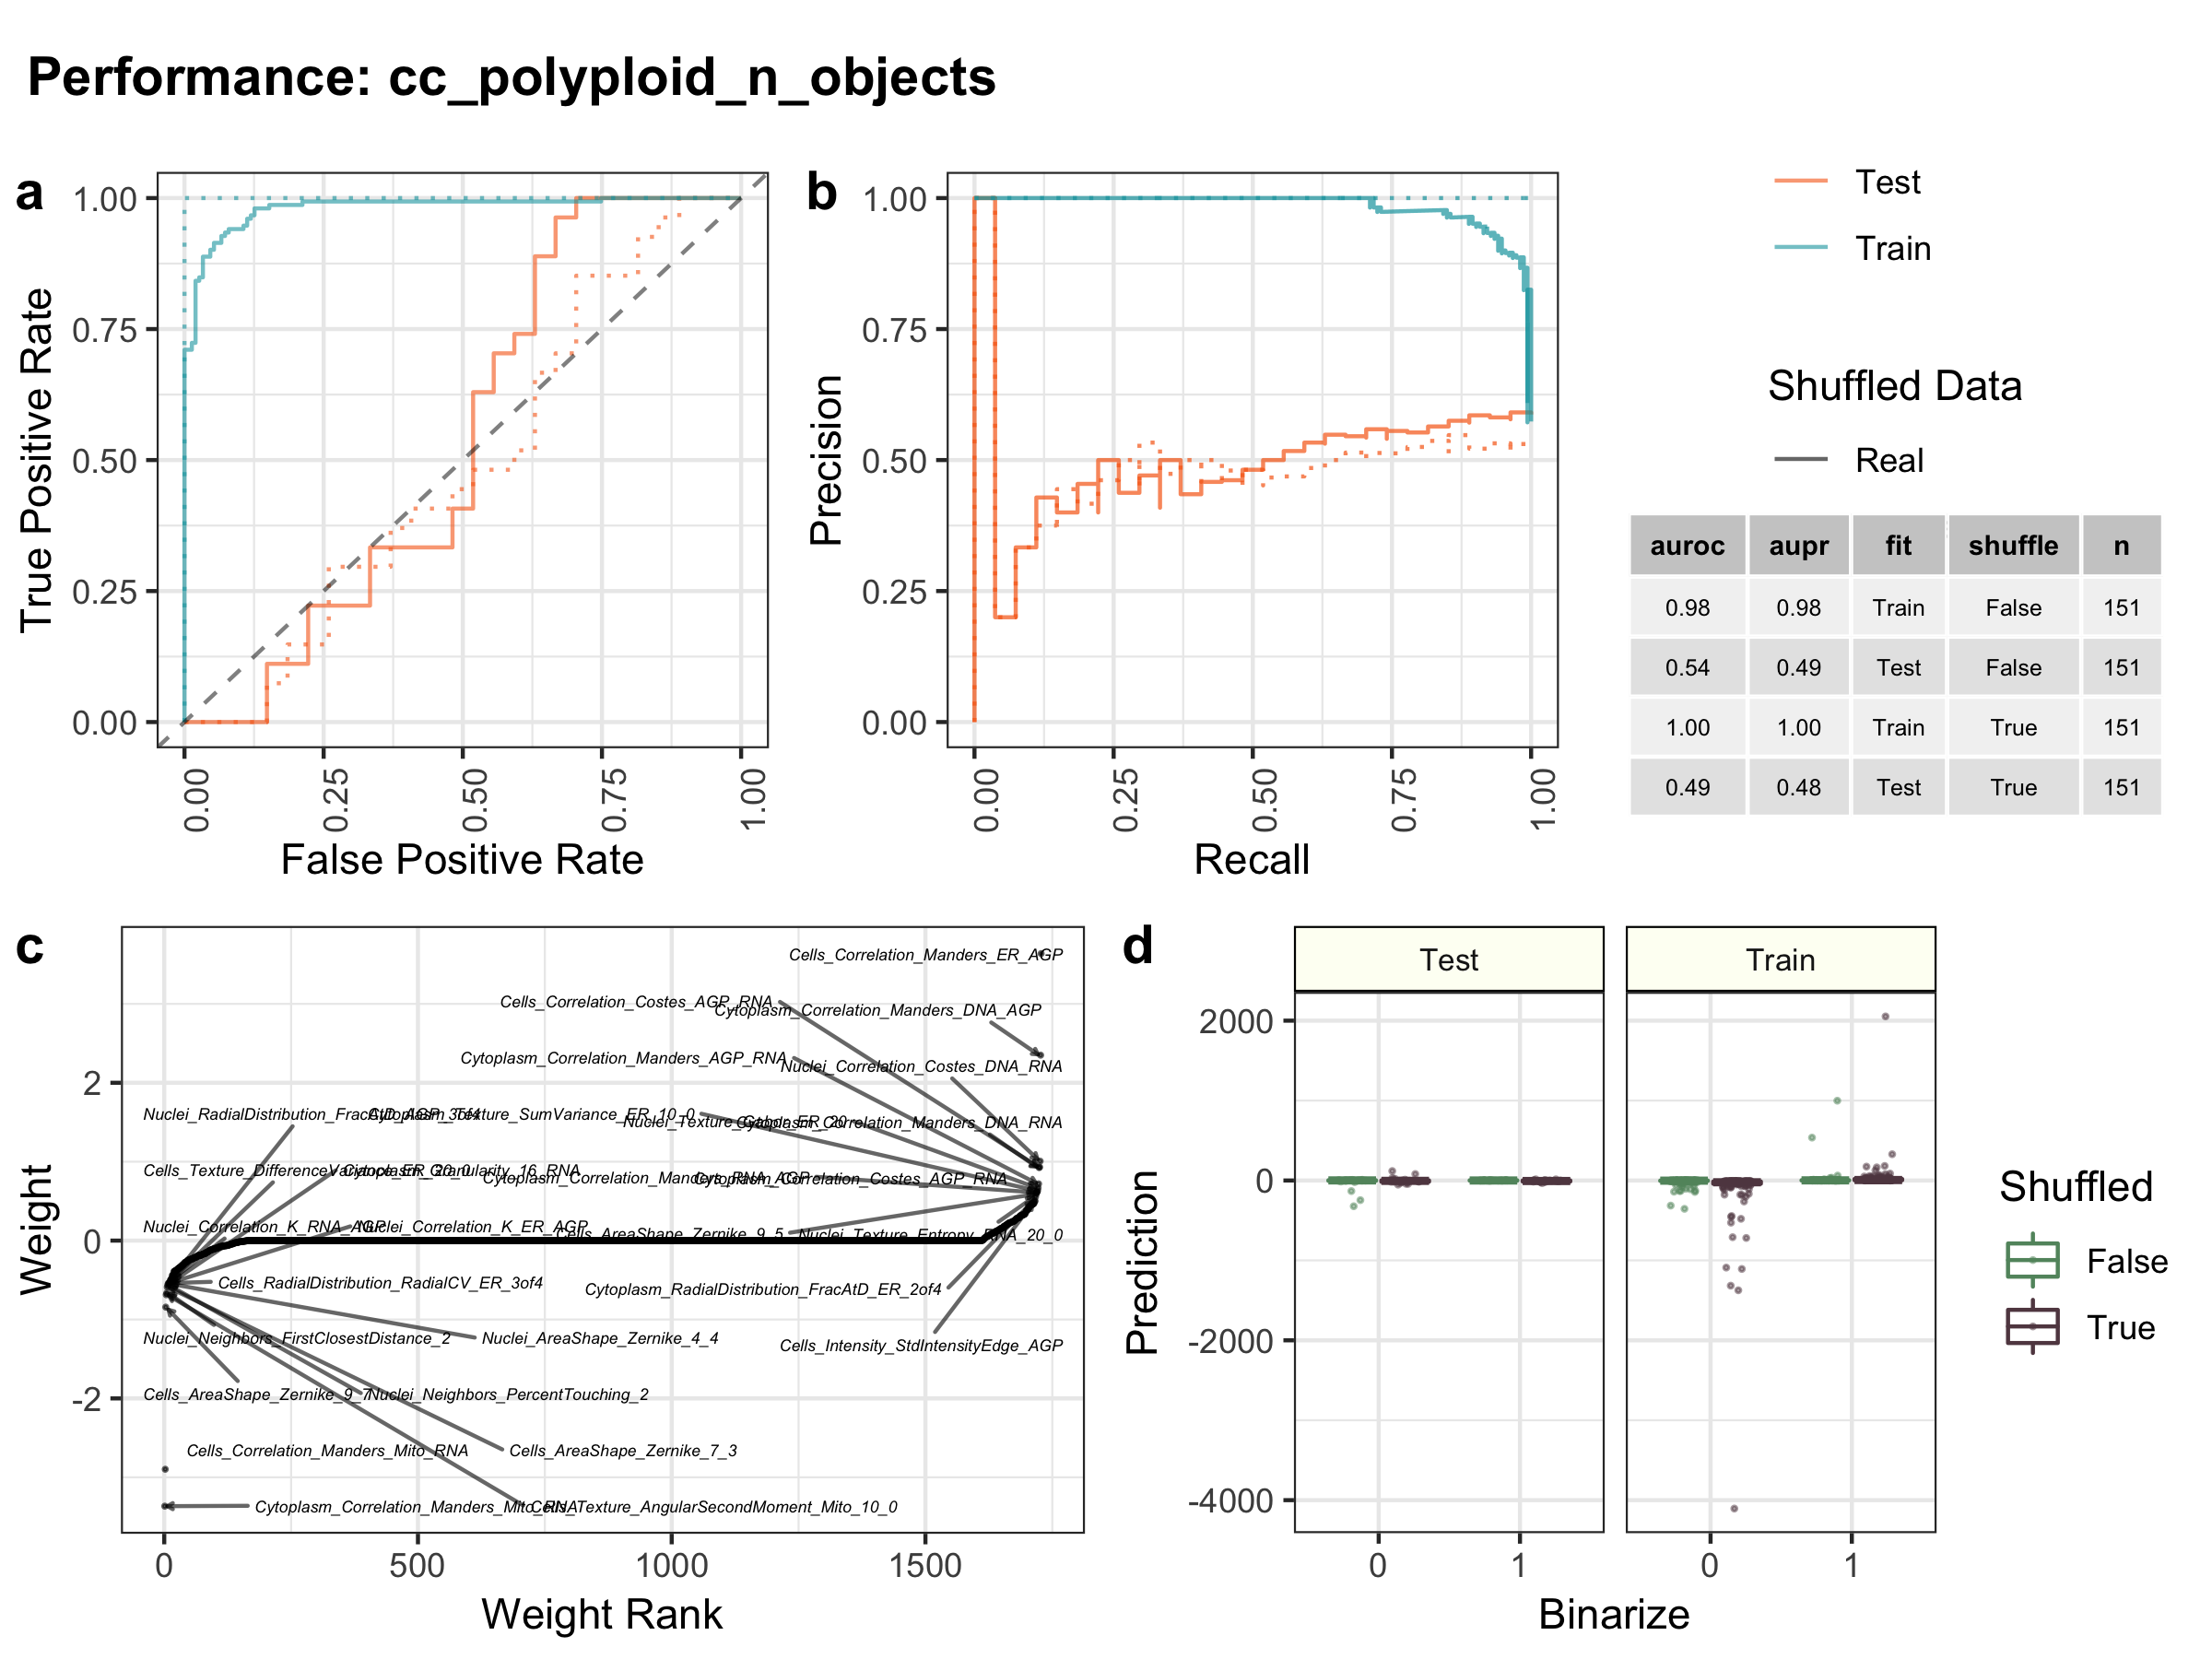 Performance: cc_polyploid_n_objects
a
1.00
0.75
0.50
0.25
0.00
True Positive Rate
0.00
0.25
0.50
0.75
1.00
False Positive Rate
b
1.00
0.75
0.50
0.25
0.00
Precision
0.00
0.25
0.50
0.75
1.00
Recall
Test
Train
Shuffled Data
Real
auroc aupr fit shuffle n
0.98 0.98 Train False 151
0.54 0.49 Test False 151
1.00 1.00 Train True 151
0.49 0.48 Test True 151
c
Weight
2
0
-2
Cells_Correlation_Manders_ER_AGP
Cells_Correlation_Costes_AGP_RNA
Cytoplasm_Correlation_Manders_DNA_AGP
Cytoplasm_Correlation_Manders_AGP_RNA
Nuclei_Correlation_Costes_DNA_RNA
Nuclei_RadialDistribution_FracAtD_AGP_3of4
Cytoplasm_Texture_SumVariance_ER_10_0
Nuclei_Texture_Gabor_ER_20
Cytoplasm_Correlation_Manders_DNA_RNA
Cells_Texture_DifferenceVariance_ER_20_0
Cytoplasm_Granularity_16_RNA
Cytoplasm_Correlation_Manders_RNA_AGP
Cytoplasm_Correlation_Costes_AGP_RNA
Nuclei_Correlation_K_RNA_AGP
Nuclei_Correlation_K_ER_AGP
Cells_AreaShape_Zernike_9_5
Nuclei_Texture_Entropy_RNA_20_0
Cells_RadialDistribution_RadialCV_ER_3of4
Cytoplasm_RadialDistribution_FracAtD_ER_2of4
Nuclei_Neighbors_FirstClosestDistance_2
Nuclei_AreaShape_Zernike_4_4
Cells_Intensity_StdIntensityEdge_AGP
Cells_AreaShape_Zernike_9_7
Nuclei_Neighbors_PercentTouching_2
Cells_Correlation_Manders_Mito_RNA
Cells_AreaShape_Zernike_7_3
Cytoplasm_Correlation_Manders_Mito_RNA
Cells_Texture_AngularSecondMoment_Mito_10_0
0
500
1000
1500
Weight Rank
d
Test
Train
Prediction
2000
0
-2000
-4000
0
1
0
1
Binarize
Shuffled
False
True